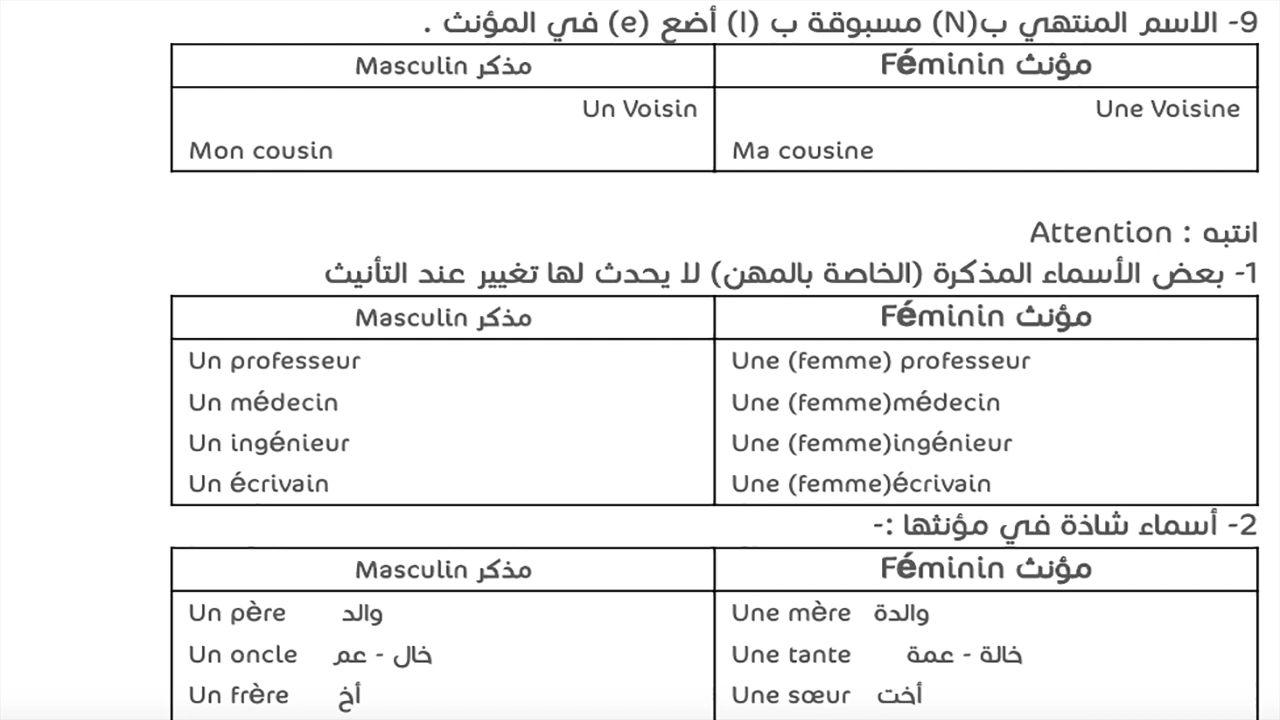 9- الاسم المنتهي ب(N) مسبوقة ب (I) أضع (e) في المؤنث .
Masculin مذكر	Féminin مؤنث
Un Voisin	Une Voisine
Mon cousin	Ma cousine
انتبه : Attention
1- بعض الأسماء المذكرة (الخاصة بالمهن) لا يحدث لها تغيير عند التأنيث
Masculin مذكر	Féminin مؤنث
Un professeur	Une (femme) professeur
Un médecin	Une (femme)médecin
Un ingénieur	Une (femme)ingénieur
Un écrivain	Une (femme)écrivain
2- أسماء شاذة في مؤنثها :-
Masculin مذكر	Féminin مؤنث
Un père والد	Une mère والدة
Un oncle خال - عم	Une tante خالة - عمة
Un frère أخ	Une sœur أخت